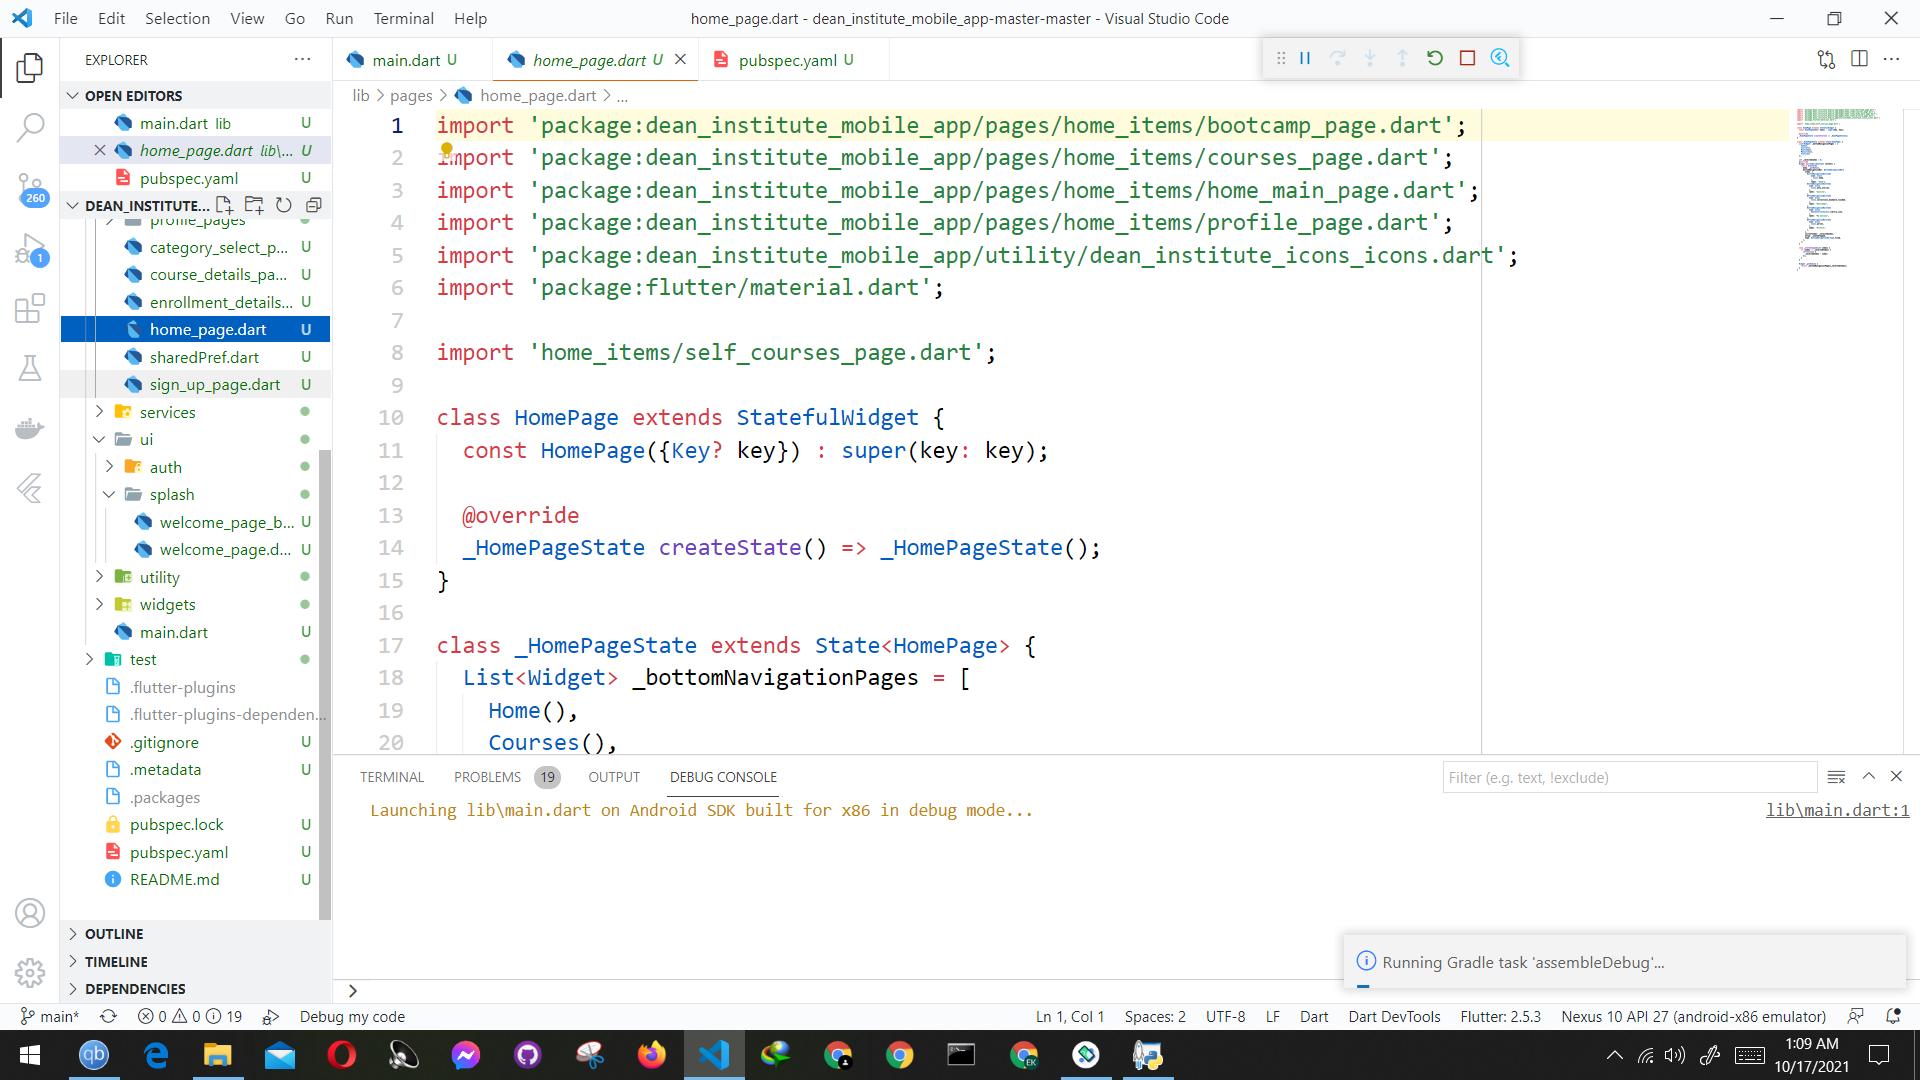 File Edit Selection View Go Run Terminal Help
home_page.dart - dean_institute_mobile_app-master-master - Visual Studio Code
EXPLORER
main.dart U
home_page.dart U
pubspec.yaml U
OPEN EDITORS
main.dart lib U
home_page.dart lib\... U
pubspec.yaml U
DEAN_INSTITUTE...
profile_pages
category_select_p... U
course_details_pa... U
enrollment_details... U
home_page.dart U
sharedPref.dart U
sign_up_page.dart U
services
ui
auth
splash
welcome_page_b... U
welcome_page.d... U
utility
widgets
main.dart U
test
.flutter-plugins
.flutter-plugins-dependen...
.gitignore U
.metadata U
.packages
pubspec.lock U
pubspec.yaml U
README.md U
OUTLINE
TIMELINE
DEPENDENCIES
260
1
lib > pages > home_page.dart > ...
1 import 'package:dean_institute_mobile_app/pages/home_items/bootcamp_page.dart';
2 import 'package:dean_institute_mobile_app/pages/home_items/courses_page.dart';
3 import 'package:dean_institute_mobile_app/pages/home_items/home_main_page.dart';
4 import 'package:dean_institute_mobile_app/pages/home_items/profile_page.dart';
5 import 'package:dean_institute_mobile_app/utility/dean_institute_icons_icons.dart';
6 import 'package:flutter/material.dart';
7
8 import 'home_items/self_courses_page.dart';
9
10 class HomePage extends StatefulWidget {
11 const HomePage({Key? key}) : super(key: key);
12
13 @override
14 _HomePageState createState() => _HomePageState();
15 }
16
17 class _HomePageState extends State<HomePage> {
18 List<Widget> _bottomNavigationPages = [
19 Home(),
20 Courses(),
TERMINAL PROBLEMS 19 OUTPUT DEBUG CONSOLE
Filter (e.g. text, !exclude)
Launching lib\main.dart on Android SDK built for x86 in debug mode...
lib\main.dart:1
Running Gradle task 'assembleDebug'...
>
main* 0 0 19 Debug my code
Ln 1, Col 1 Spaces: 2 UTF-8 LF Dart Dart DevTools Flutter: 2.5.3 Nexus 10 API 27 (android-x86 emulator)
qb
EK
1:09 AM
10/17/2021